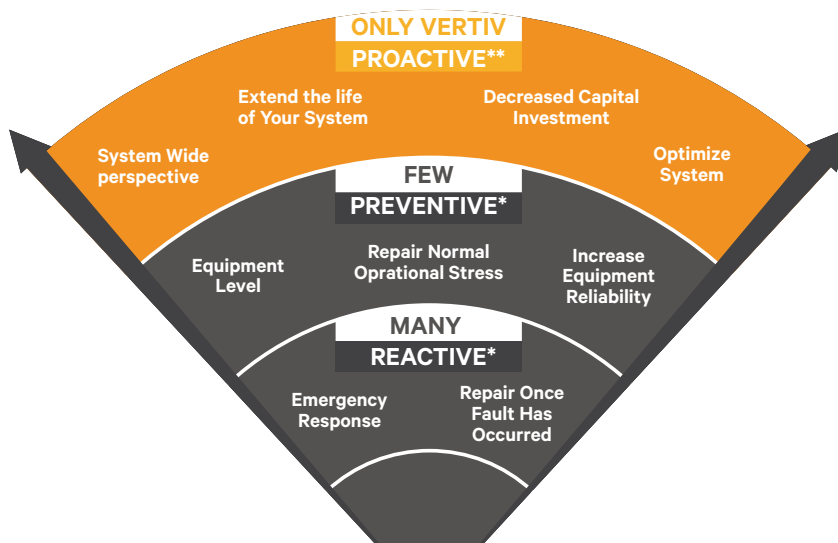 ONLY VERTIV
PROACTIVE**
Extend the life
of Your System
Decreased Capital
Investment
System Wide
perspective
Optimize
System
FEW
PREVENTIVE*
Equipment
Level
Repair Normal
Oprational Stress
Increase
Equipment
Reliability
MANY
REACTIVE*
Emergency
Response
Repair Once
Fault Has
Occurred